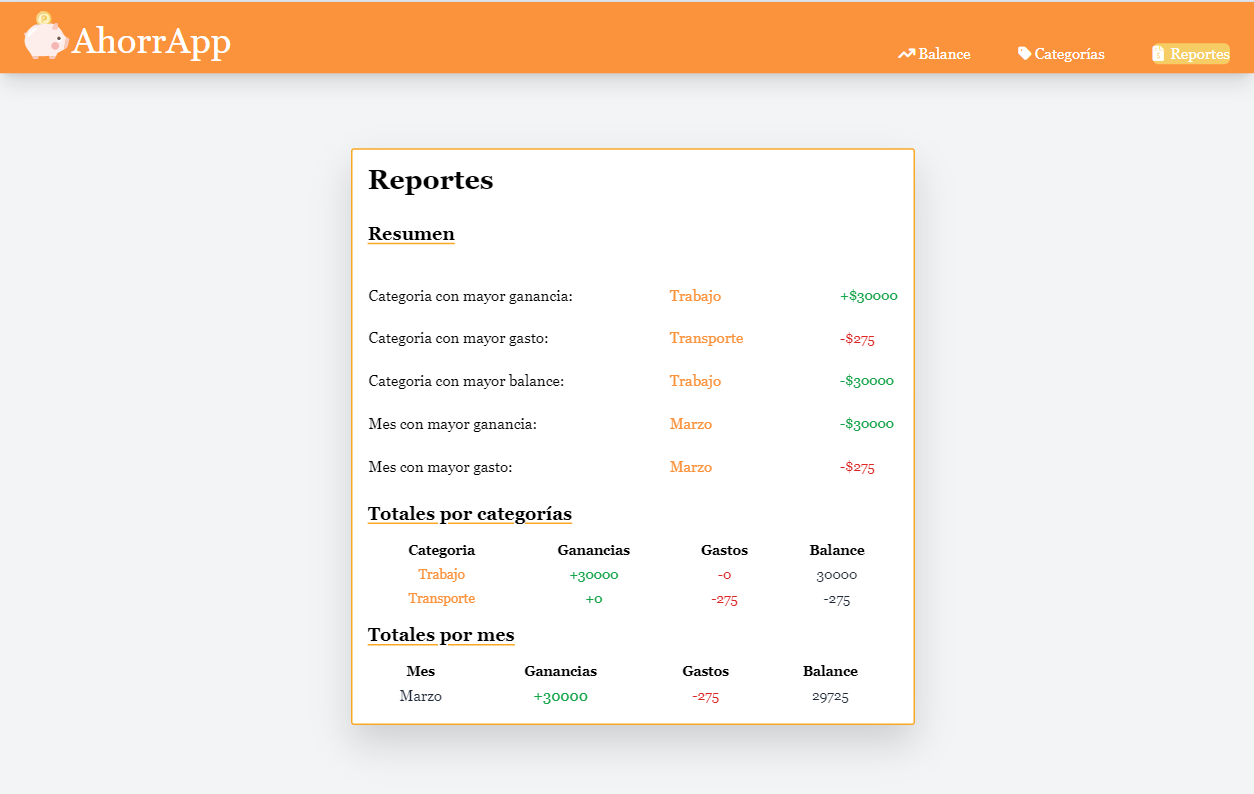 AhorrApp
Balance Categorías Reportes
Reportes
Resumen
Categoria con mayor ganancia: Trabajo +$30000
Categoria con mayor gasto: Transporte -$275
Categoria con mayor balance: Trabajo -$30000
Mes con mayor ganancia: Marzo -$30000
Mes con mayor gasto: Marzo -$275
Totales por categorías
Categoria Ganancias Gastos Balance
Trabajo +30000 -0 30000
Transporte +0 -275 -275
Totales por mes
Mes Ganancias Gastos Balance
Marzo +30000 -275 29725